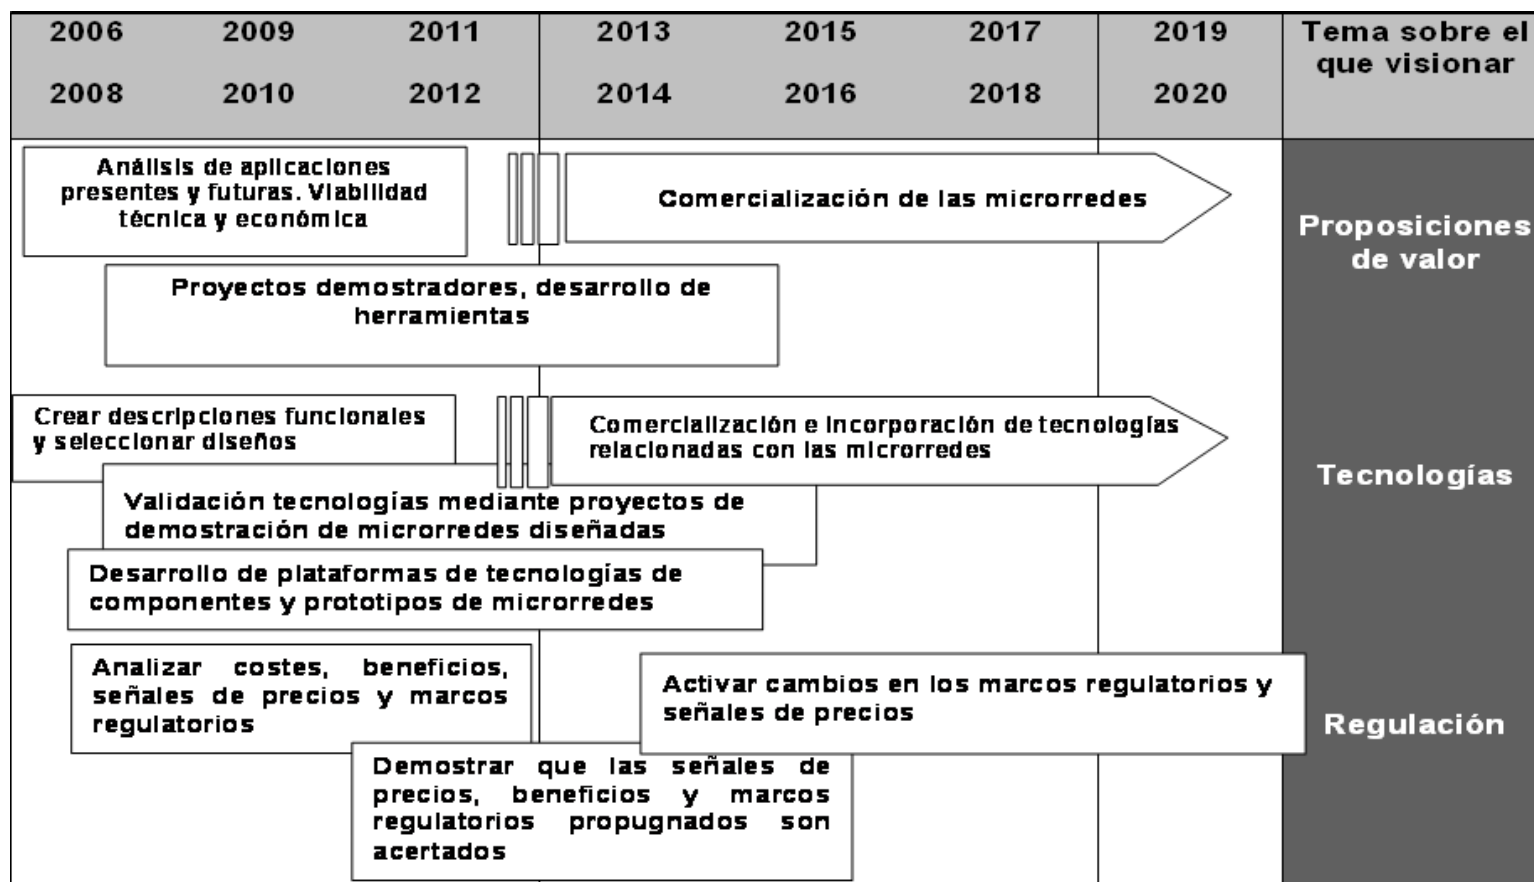 2006 2009 2011 2013 2015 2017 2019 Tema sobre el
que visionar
2008 2010 2012 2014 2016 2018 2020
Análisis de aplicaciones
presentes y futuras. Viabilidad
técnica y económica
Comercialización de las microrredes
Proposiciones
de valor
Proyectos demostradores, desarrollo de
herramientas
Crear descripciones funcionales
y seleccionar diseños
Comercialización e incorporación de tecnologías
relacionadas con las microrredes
Tecnologías
Validación tecnologías mediante proyectos de
demostración de microrredes diseñadas
Desarrollo de plataformas de tecnologías de
componentes y prototipos de microrredes
Analizar costes, beneficios,
señales de precios y marcos
regulatorios
Activar cambios en los marcos regulatorios y
señales de precios
Regulación
Demostrar que las señales de
precios, beneficios y marcos
regulatorios propugnados son
acertados